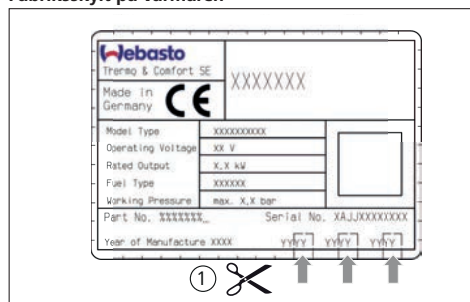 Fabriksskylt på värmaren
Webasto
Thermo & Comfort SE
Made in
Germany
CE
XXXXXXX
Model Type XXXXXXXXXX
Operating Voltage XX V
Rated Output X,X kW
Fuel Type XXXXXX
Working Pressure max. X,X bar
Part No. %%%%%%%_ Serial No. XAJJXXXXXXXX
Year of Manufacture XXXX YYYY YYYY YYYY
1